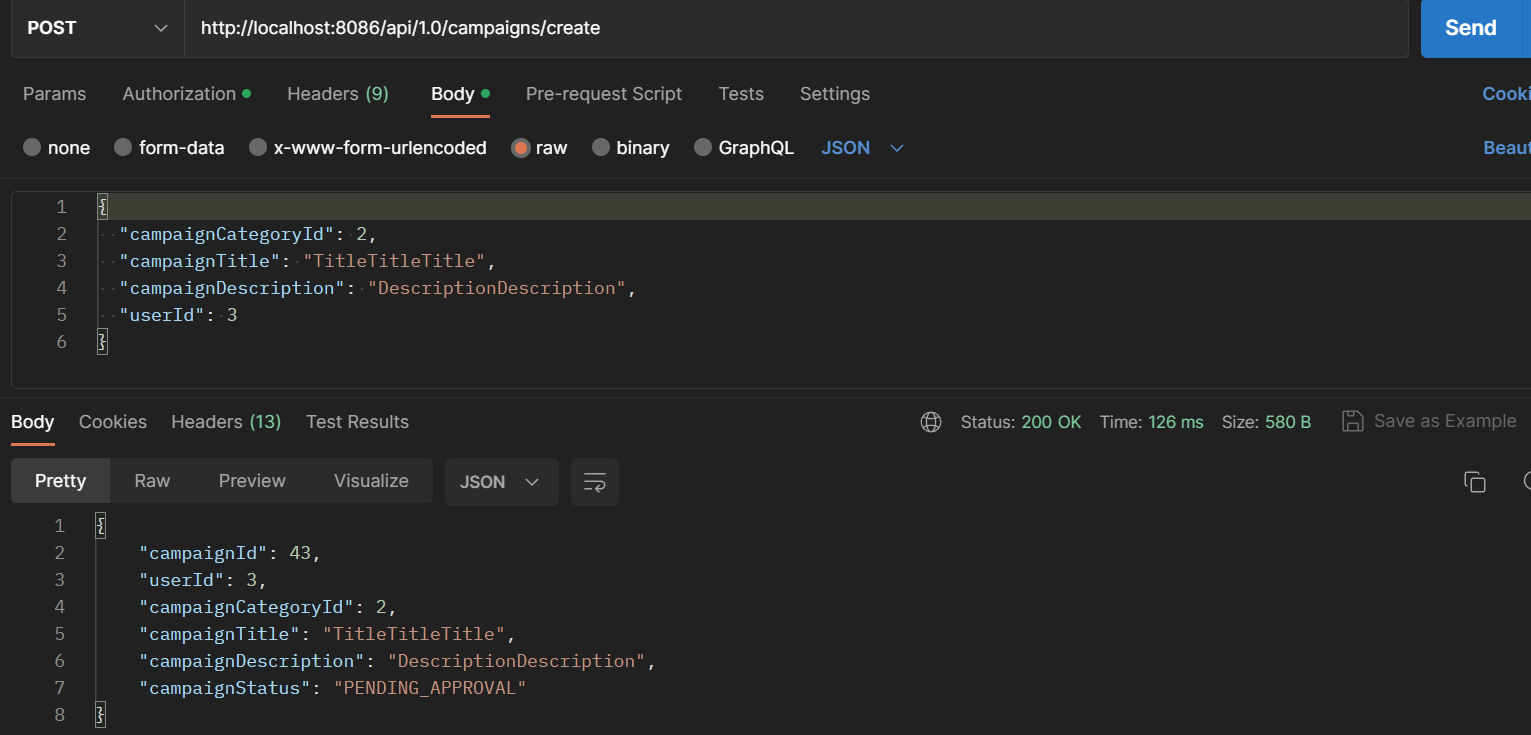 POST http://localhost:8086/api/1.0/campaigns/create Send
Params Authorization Headers (9) Body Pre-request Script Tests Settings Cooki
none form-data x-www-form-urlencoded raw binary GraphQL JSON Beaut
1 {
2 "campaignCategoryId": 2,
3 "campaignTitle": "TitleTitleTitle",
4 "campaignDescription": "DescriptionDescription",
5 "userId": 3
6 }
Body Cookies Headers (13) Test Results Status: 200 OK Time: 126 ms Size: 580 B Save as Example
Pretty Raw Preview Visualize JSON
1 {
2 "campaignId": 43,
3 "userId": 3,
4 "campaignCategoryId": 2,
5 "campaignTitle": "TitleTitleTitle",
6 "campaignDescription": "DescriptionDescription",
7 "campaignStatus": "PENDING_APPROVAL"
8 }